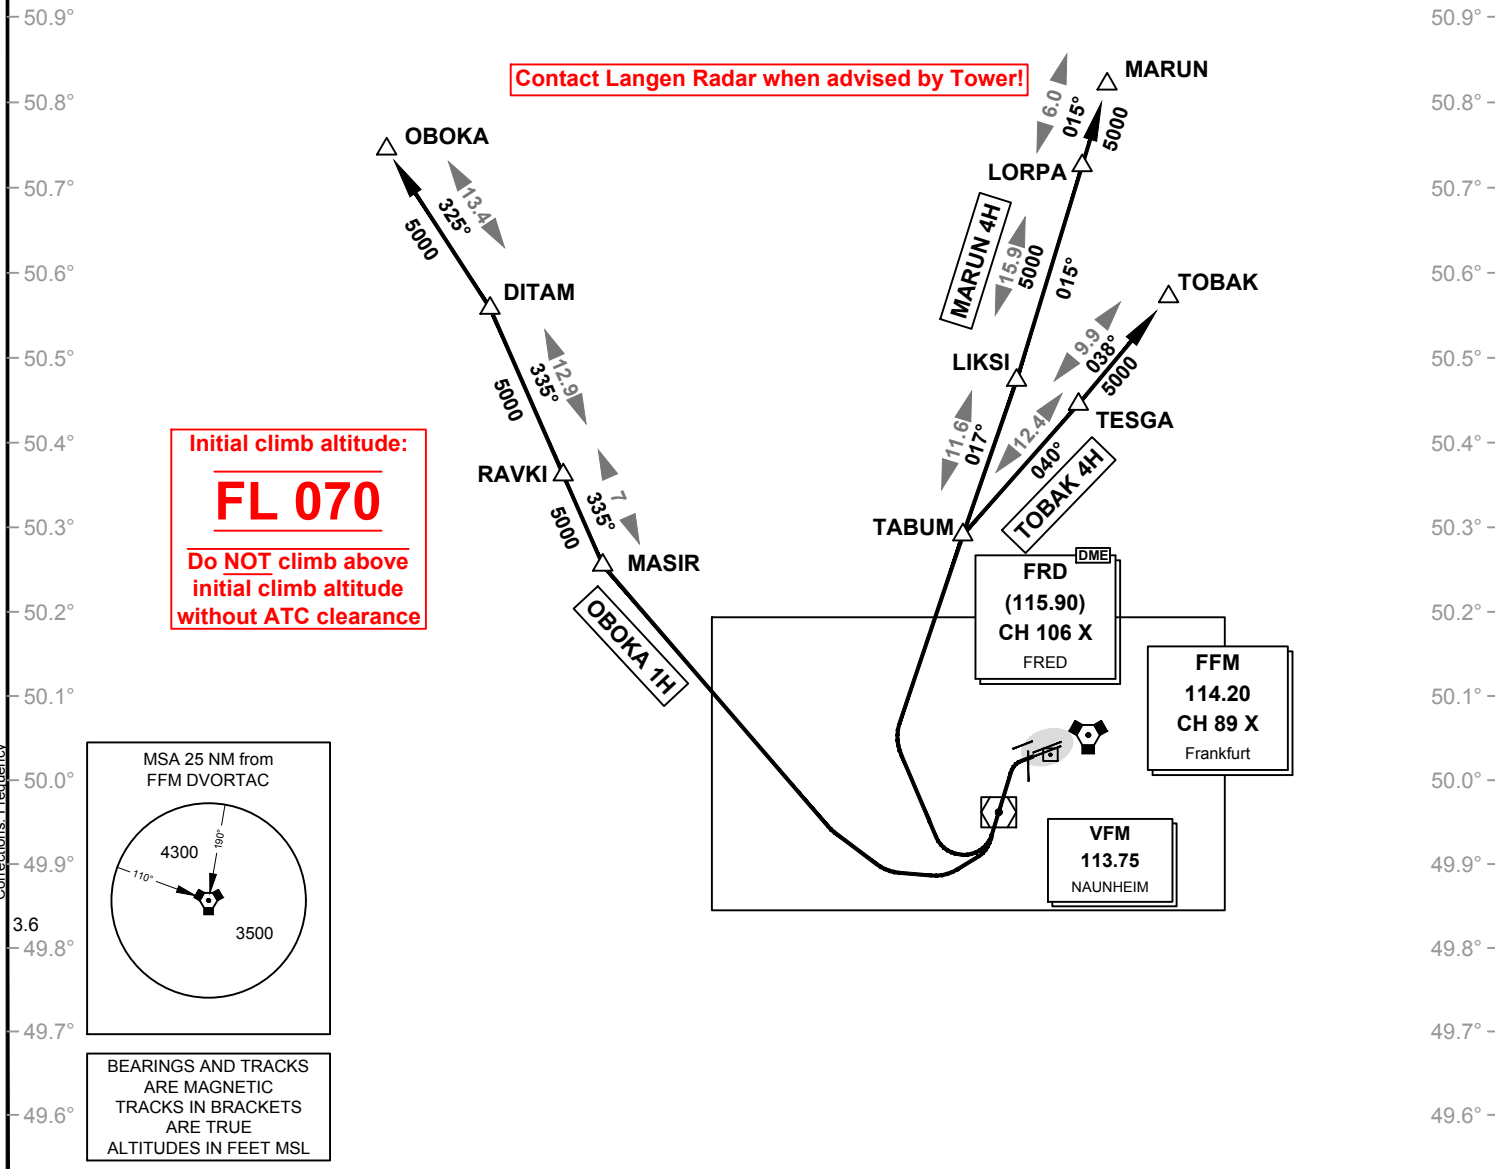 50.9°
50.9°
Contact Langen Radar when advised by Tower!
MARUN
6.0
015°
5000
50.8°
50.8°
OBOKA
LORPA
13.4
325°
5000
50.7°
50.7°
MARUN 4H
15.9
5000
015°
50.6°
50.6°
DITAM
TOBAK
9.9
038°
5000
50.5°
50.5°
12.9
335°
5000
LIKSI
TESGA
11.6
017°
12.4
040°
TOBAK 4H
50.4°
50.4°
Initial climb altitude:
FL 070
Do NOT climb above
initial climb altitude
without ATC clearance
RAVKI
7
335°
5000
50.3°
50.3°
TABUM
MASIR
OBOKA 1H
DME
FRD
(115.90)
CH 106 X
FRED
50.2°
50.2°
FFM
114.20
CH 89 X
Frankfurt
50.1°
50.1°
MSA 25 NM from
FFM DVORTAC
4300
190°
110°
3500
50.0°
50.0°
Corrections: Frequency
VFM
113.75
NAUNHEIM
49.9°
49.9°
3.6
49.8°
49.8°
49.7°
49.7°
BEARINGS AND TRACKS
ARE MAGNETIC
TRACKS IN BRACKETS
ARE TRUE
ALTITUDES IN FEET MSL
49.6°
49.6°